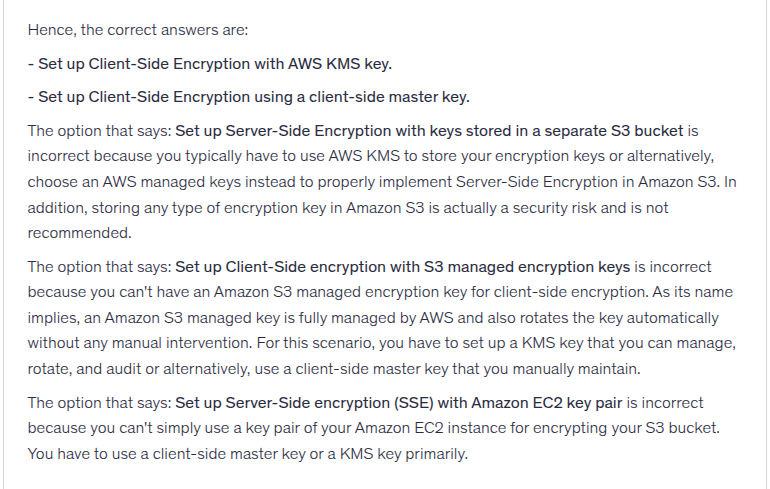 Hence, the correct answers are:
- Set up Client-Side Encryption with AWS KMS key.
- Set up Client-Side Encryption using a client-side master key.
The option that says: Set up Server-Side Encryption with keys stored in a separate S3 bucket is
incorrect because you typically have to use AWS KMS to store your encryption keys or alternatively,
choose an AWS managed keys instead to properly implement Server-Side Encryption in Amazon S3. In
addition, storing any type of encryption key in Amazon S3 is actually a security risk and is not
recommended.
The option that says: Set up Client-Side encryption with S3 managed encryption keys is incorrect
because you can't have an Amazon S3 managed encryption key for client-side encryption. As its name
implies, an Amazon S3 managed key is fully managed by AWS and also rotates the key automatically
without any manual intervention. For this scenario, you have to set up a KMS key that you can manage,
rotate, and audit or alternatively, use a client-side master key that you manually maintain.
The option that says: Set up Server-Side encryption (SSE) with Amazon EC2 key pair is incorrect
because you can't simply use a key pair of your Amazon EC2 instance for encrypting your S3 bucket.
You have to use a client-side master key or a KMS key primarily.